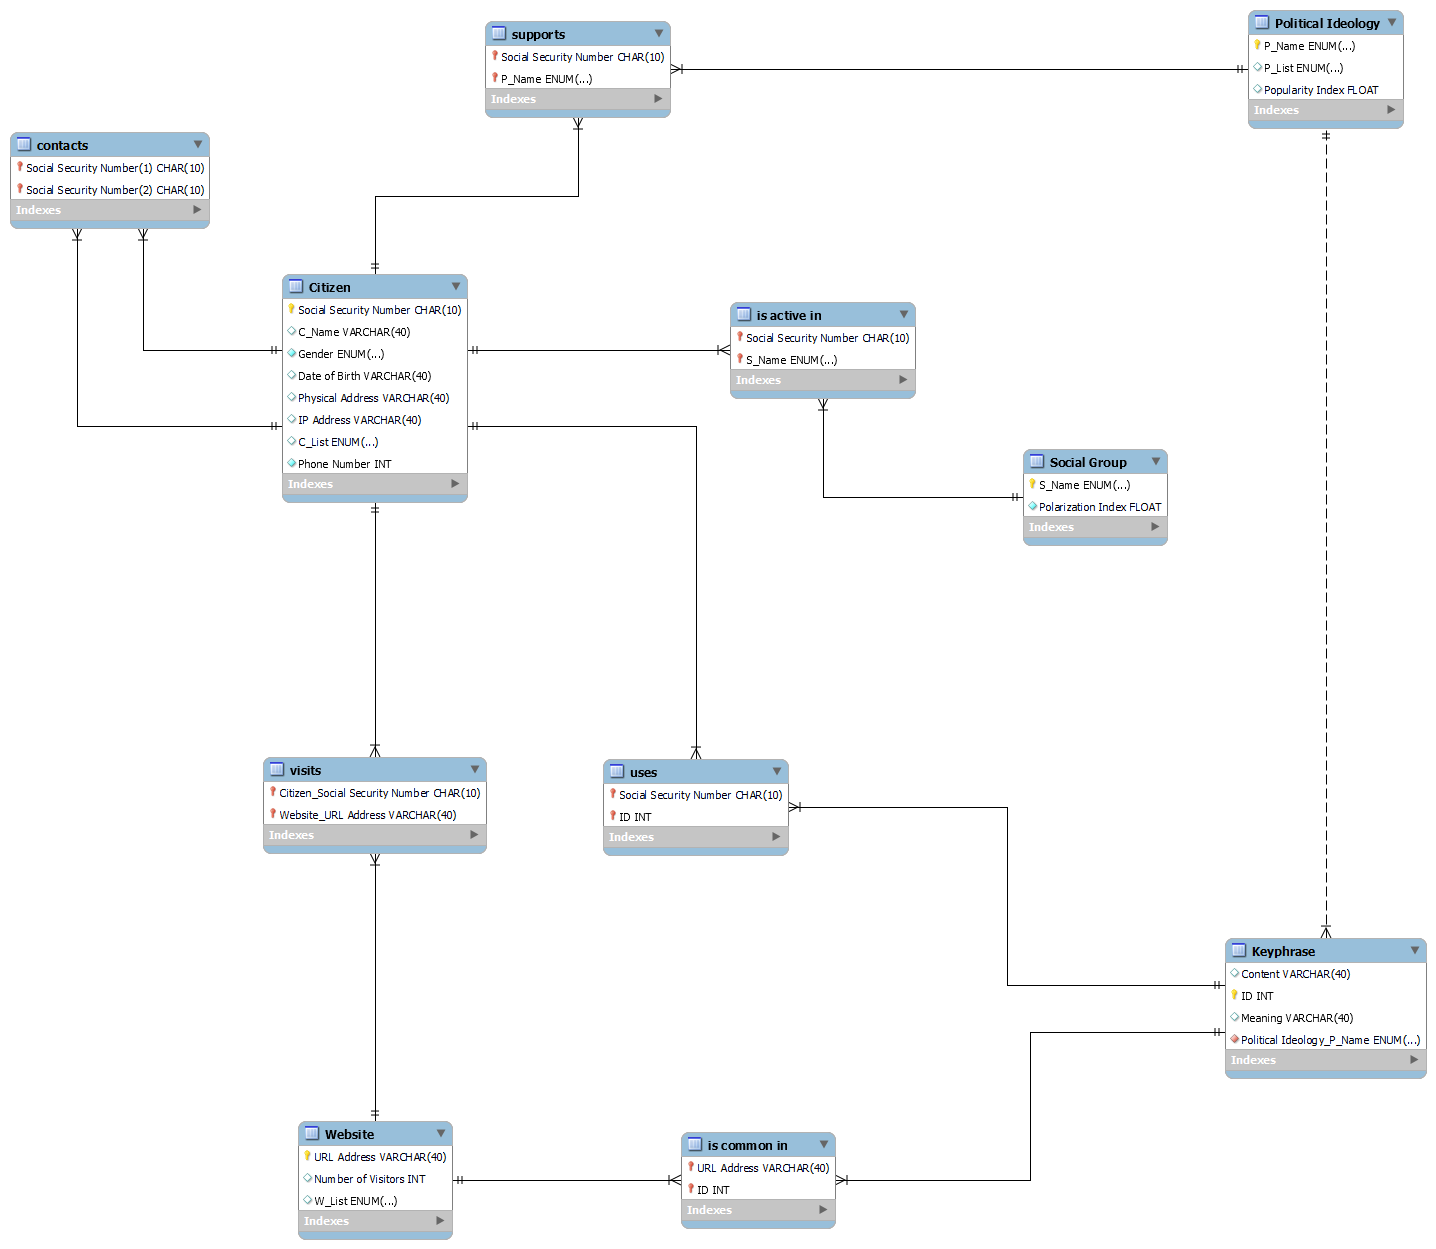 supports
Social Security Number CHAR(10)
P_Name ENUM(...)
Indexes
Political Ideology
P_Name ENUM(...)
P_List ENUM(...)
Popularity Index FLOAT
Indexes
contacts
Social Security Number(1) CHAR(10)
Social Security Number(2) CHAR(10)
Indexes
Citizen
Social Security Number CHAR(10)
C_Name VARCHAR(40)
Gender ENUM(...)
Date of Birth VARCHAR(40)
Physical Address VARCHAR(40)
IP Address VARCHAR(40)
C_List ENUM(...)
Phone Number INT
Indexes
is active in
Social Security Number CHAR(10)
S_Name ENUM(...)
Indexes
Social Group
S_Name ENUM(...)
Polarization Index FLOAT
Indexes
visits
Citizen_Social Security Number CHAR(10)
Website_URL Address VARCHAR(40)
Indexes
uses
Social Security Number CHAR(10)
ID INT
Indexes
Keyphrase
Content VARCHAR(40)
ID INT
Meaning VARCHAR(40)
Political Ideology_P_Name ENUM(...)
Indexes
Website
URL Address VARCHAR(40)
Number of Visitors INT
W_List ENUM(...)
Indexes
is common in
URL Address VARCHAR(40)
ID INT
Indexes